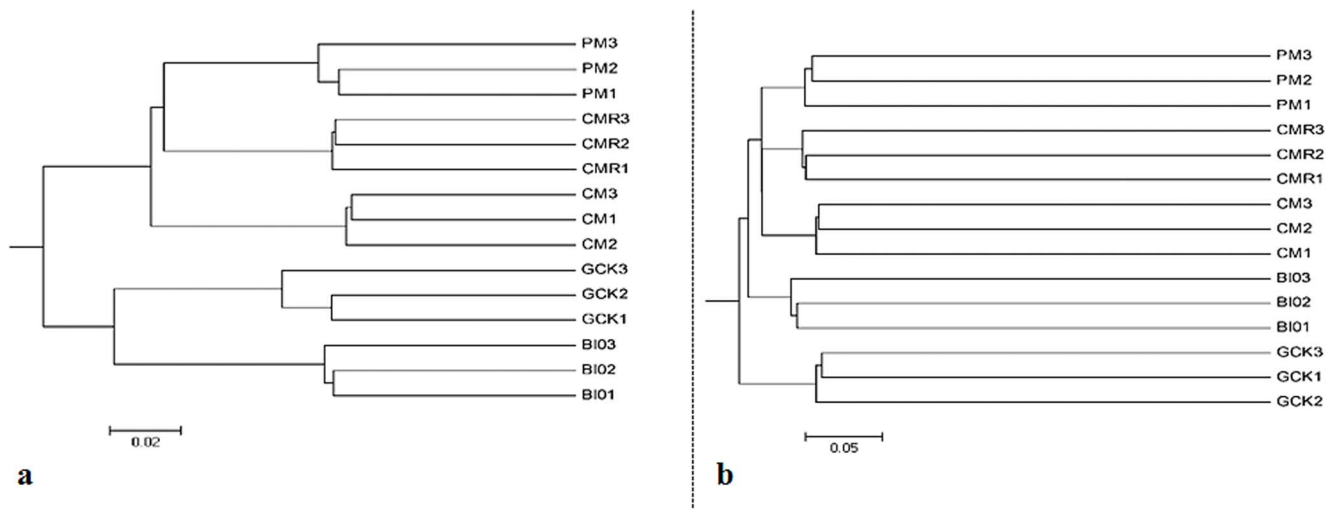 PM3
PM2
PM1
CMR3
CMR2
CMR1
CM3
CM1
CM2
GCK3
GCK2
GCK1
BI03
BI02
BI01
0.02
a
PM3
PM2
PM1
CMR3
CMR2
CMR1
CM3
CM2
CM1
BI03
BI02
BI01
GCK3
GCK1
GCK2
0.05
b